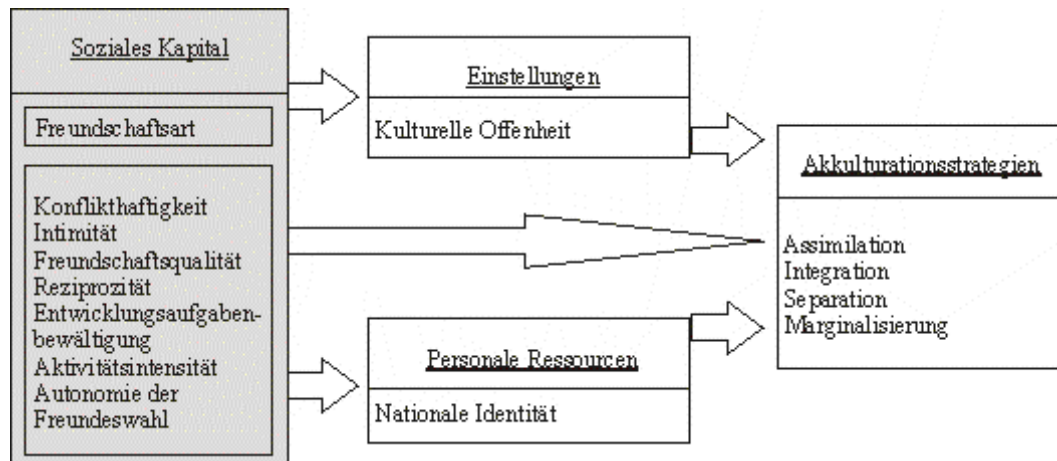 Soziales Kapital
Freundschaftsart
Konflikthaftigkeit
Intimität
Freundschaftsqualität
Reziprozität
Entwicklungsaufgaben-
bewältigung
Aktivitätsintensität
Autonomie der
Freundeswahl
Einstellungen
Kulturelle Offenheit
Personale Ressourcen
Nationale Identität
Akkulturationsstrategien
Assimilation
Integration
Separation
Marginalisierung